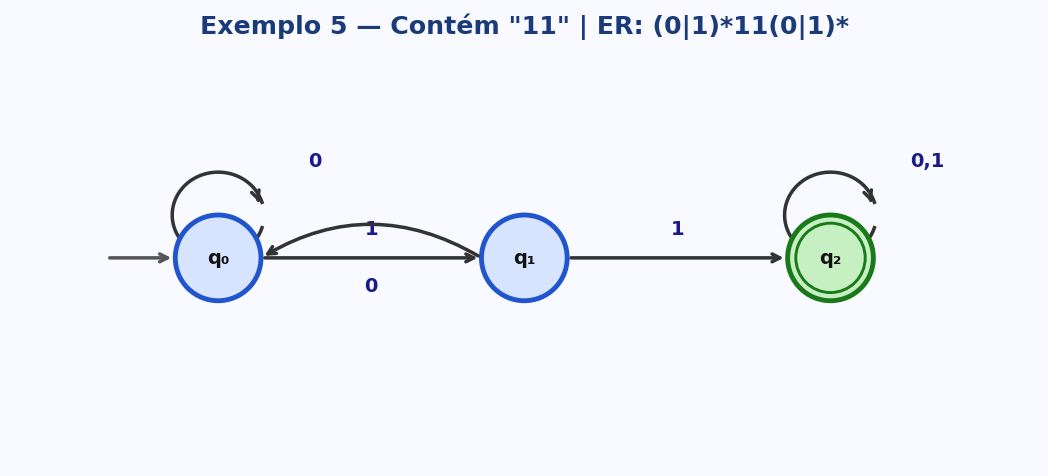 Exemplo 5 — Contém "11" | ER: (0|1)*11(0|1)*
0
0,1
1
1
q₀
q₁
q₂
0